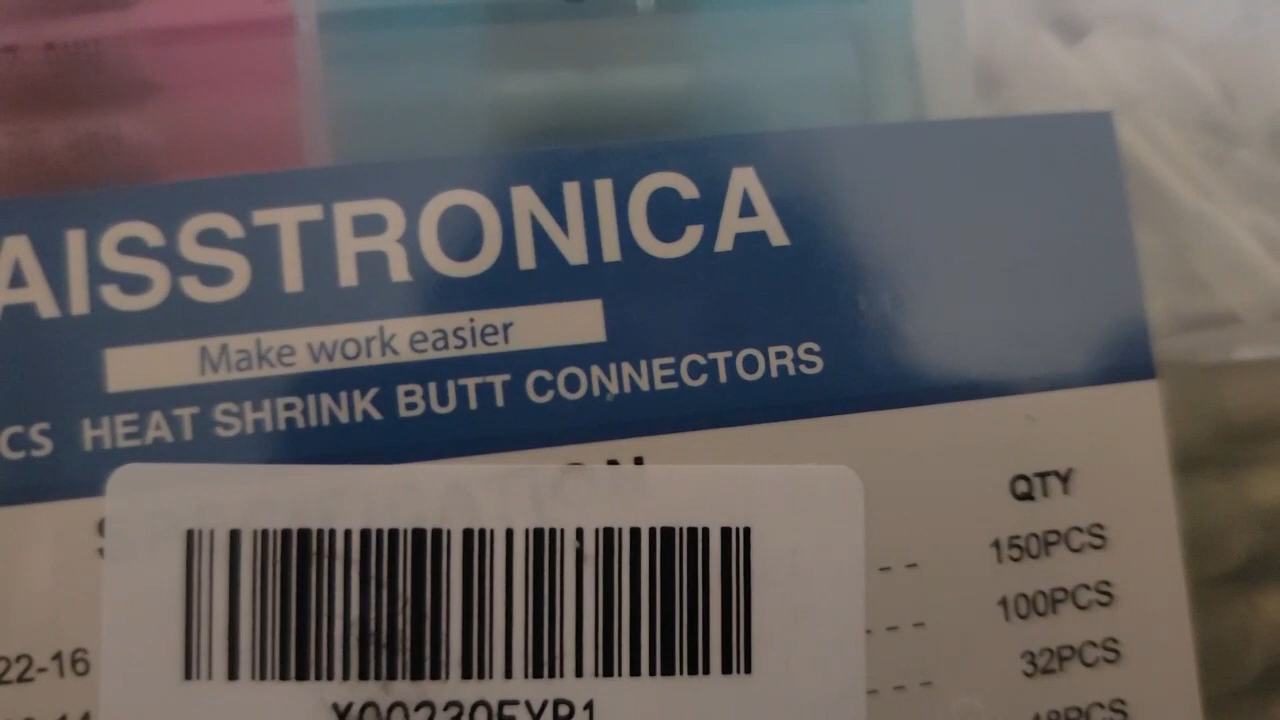 AISSTRONICA
Make work easier
CS HEAT SHRINK BUTT CONNECTORS
QTY
150PCS
100PCS
22-16
32PCS